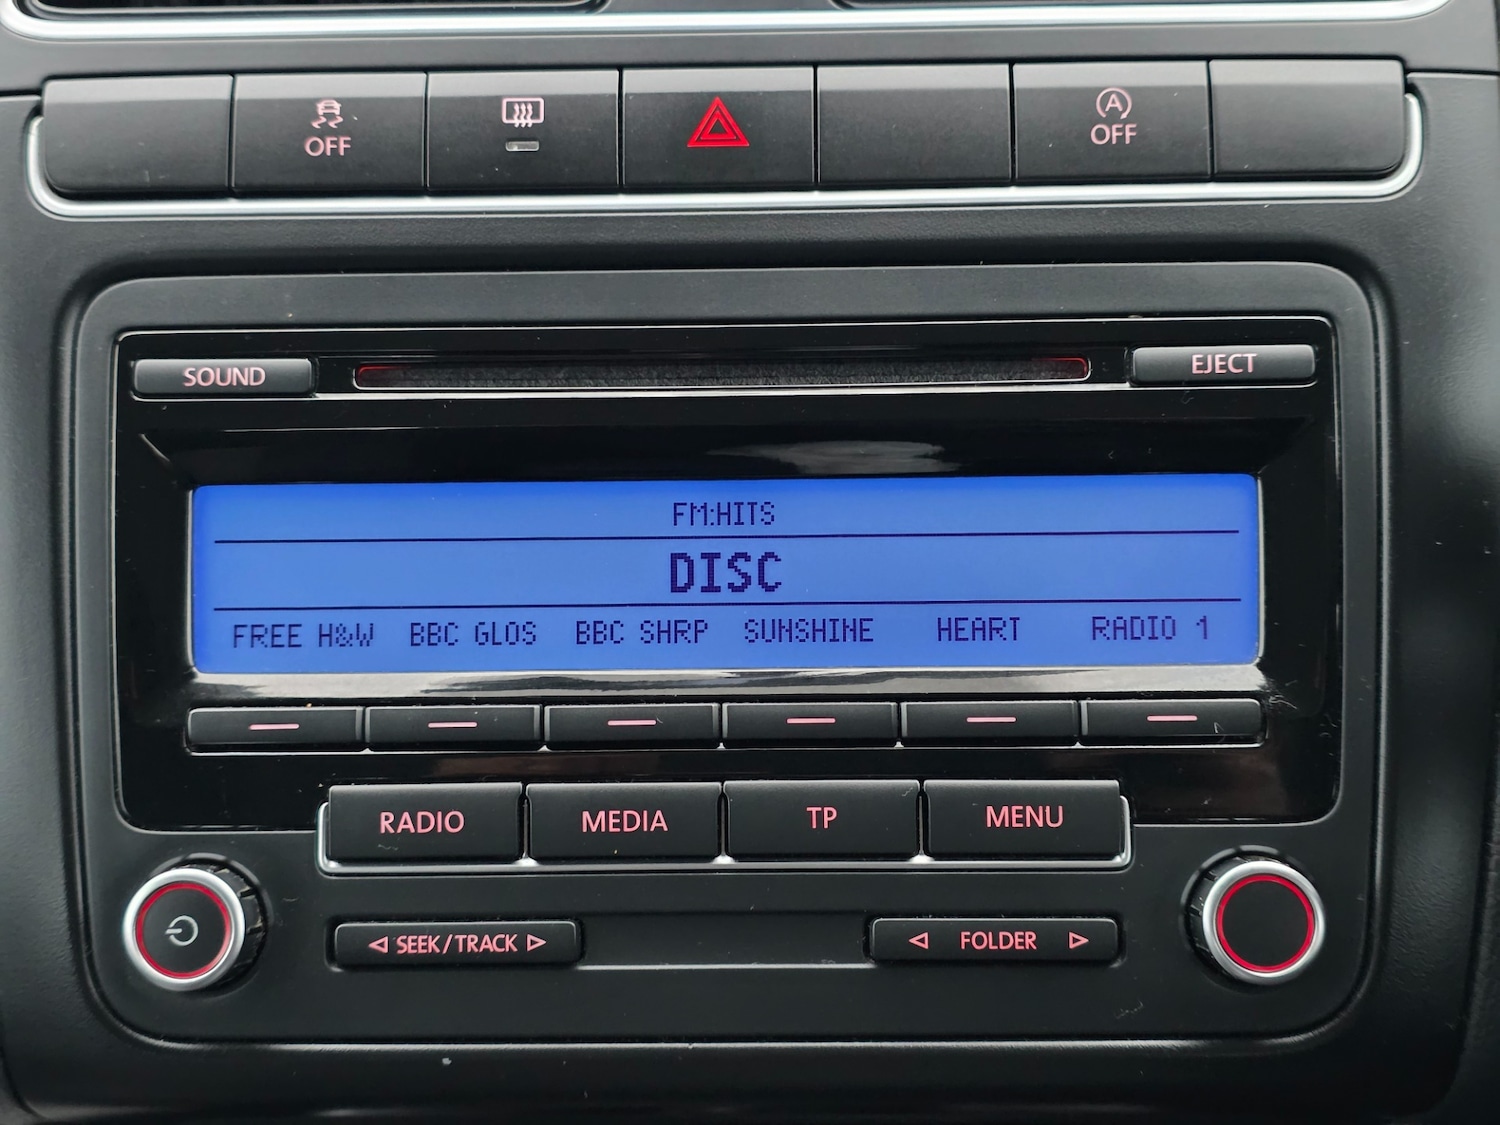 OFF
A
OFF
SOUND EJECT
FM:HITS
DISC
FREE H&W BBC GLOS BBC SHRP SUNSHINE HEART RADIO 1
RADIO MEDIA TP MENU
SEEK/TRACK FOLDER